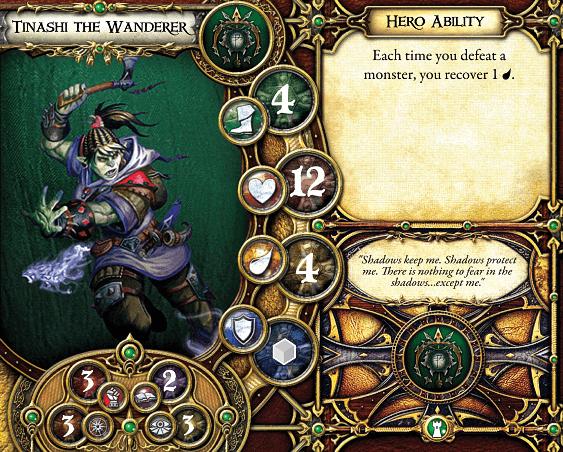 TINASHI THE WANDERER
4
12
4
3
2
3
3
HERO ABILITY
Each time you defeat a
monster, you recover 1 .
"Shadows keep me. Shadows protect
me. There is nothing to fear in the
shadows...except me."